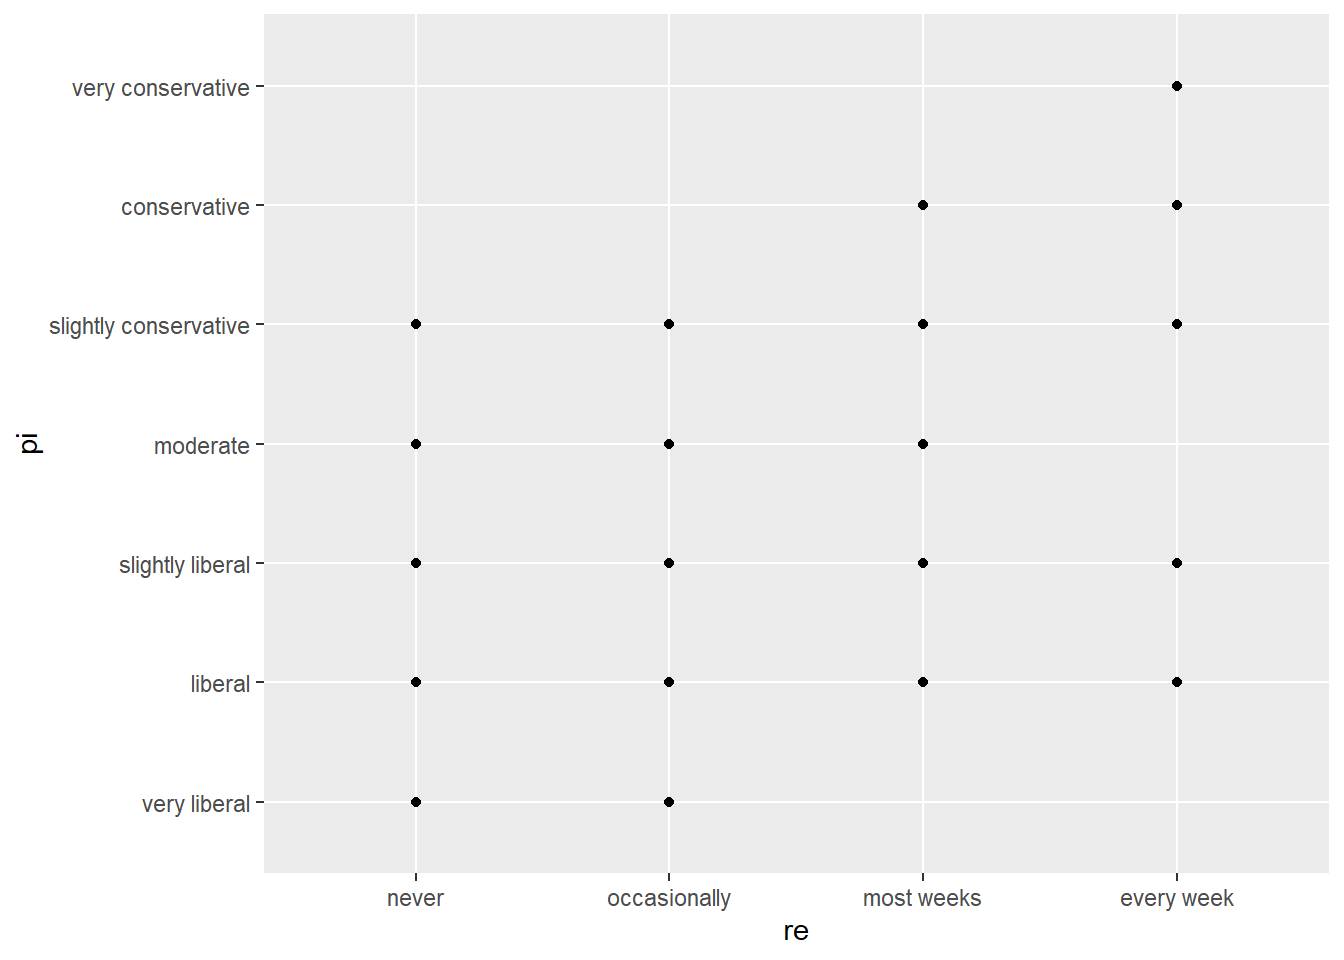 very conservative
conservative
slightly conservative
moderate
slightly liberal
liberal
very liberal
pi
never occasionally most weeks every week
re